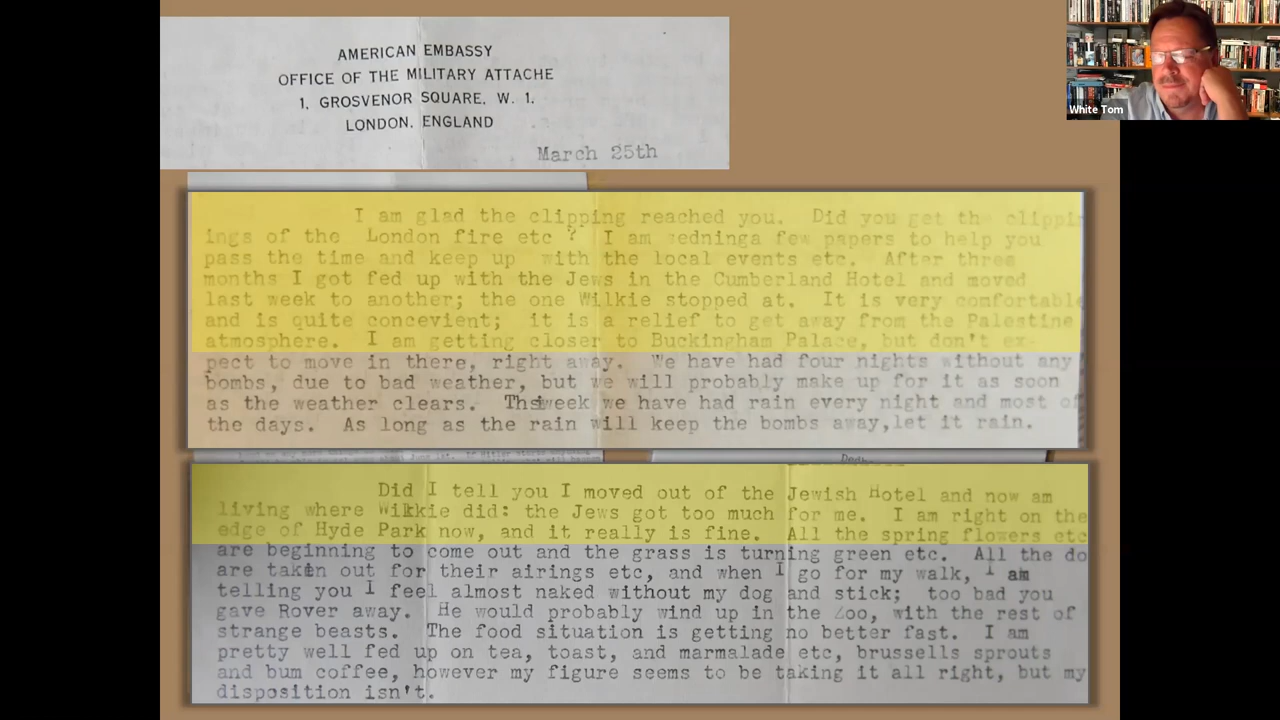 AMERICAN EMBASSY
OFFICE OF THE MILITARY ATTACHE
1, GROSVENOR SQUARE, W. 1.
LONDON, ENGLAND
March 25th
White Tom
I am glad the clipping reached you. Did you get th clippin
ings of the London fire etc ? I am sedninga few papers to help you
pass the time and keep up with the local events etc. After three
months I got fed up with the Jews in the Cumberland Hotel and moved
last week to another; the one Wilkie stopped at. It is very comfortable
and is quite concevient; it is a relief to get away from the Palestine
atmosphere. I am getting closer to Buckingham Palace, but don't ex-
pect to move in there, right away. We have had four nights without any
bombs, due to bad weather, but we will probably make up for it as soon
as the weather clears. week we have had rain every night and most of
the days. As long as the rain will keep the bombs away,let it rain.
Did I tell you I moved out of the Jewish Hotel and now am
living where Wilkie did: the Jews got too much for me. I am right on the
edge of Hyde Park now, and it really is fine. All the spring flowers etc
are beginning to come out and the grass is turning green etc. All the do
are taken out for their airings etc, and when I go for my walk, I am
telling you I feel almost naked without my dog and stick; too bad you
gave Rover away. He would probably wind up in the Zoo, with the rest of
strange beasts. The food situation is getting no better fast. I am
pretty well fed up on tea, toast, and marmalade etc, brussells sprouts
and bum coffee, however my figure seems to be taking it all right, but my
disposition isn't.